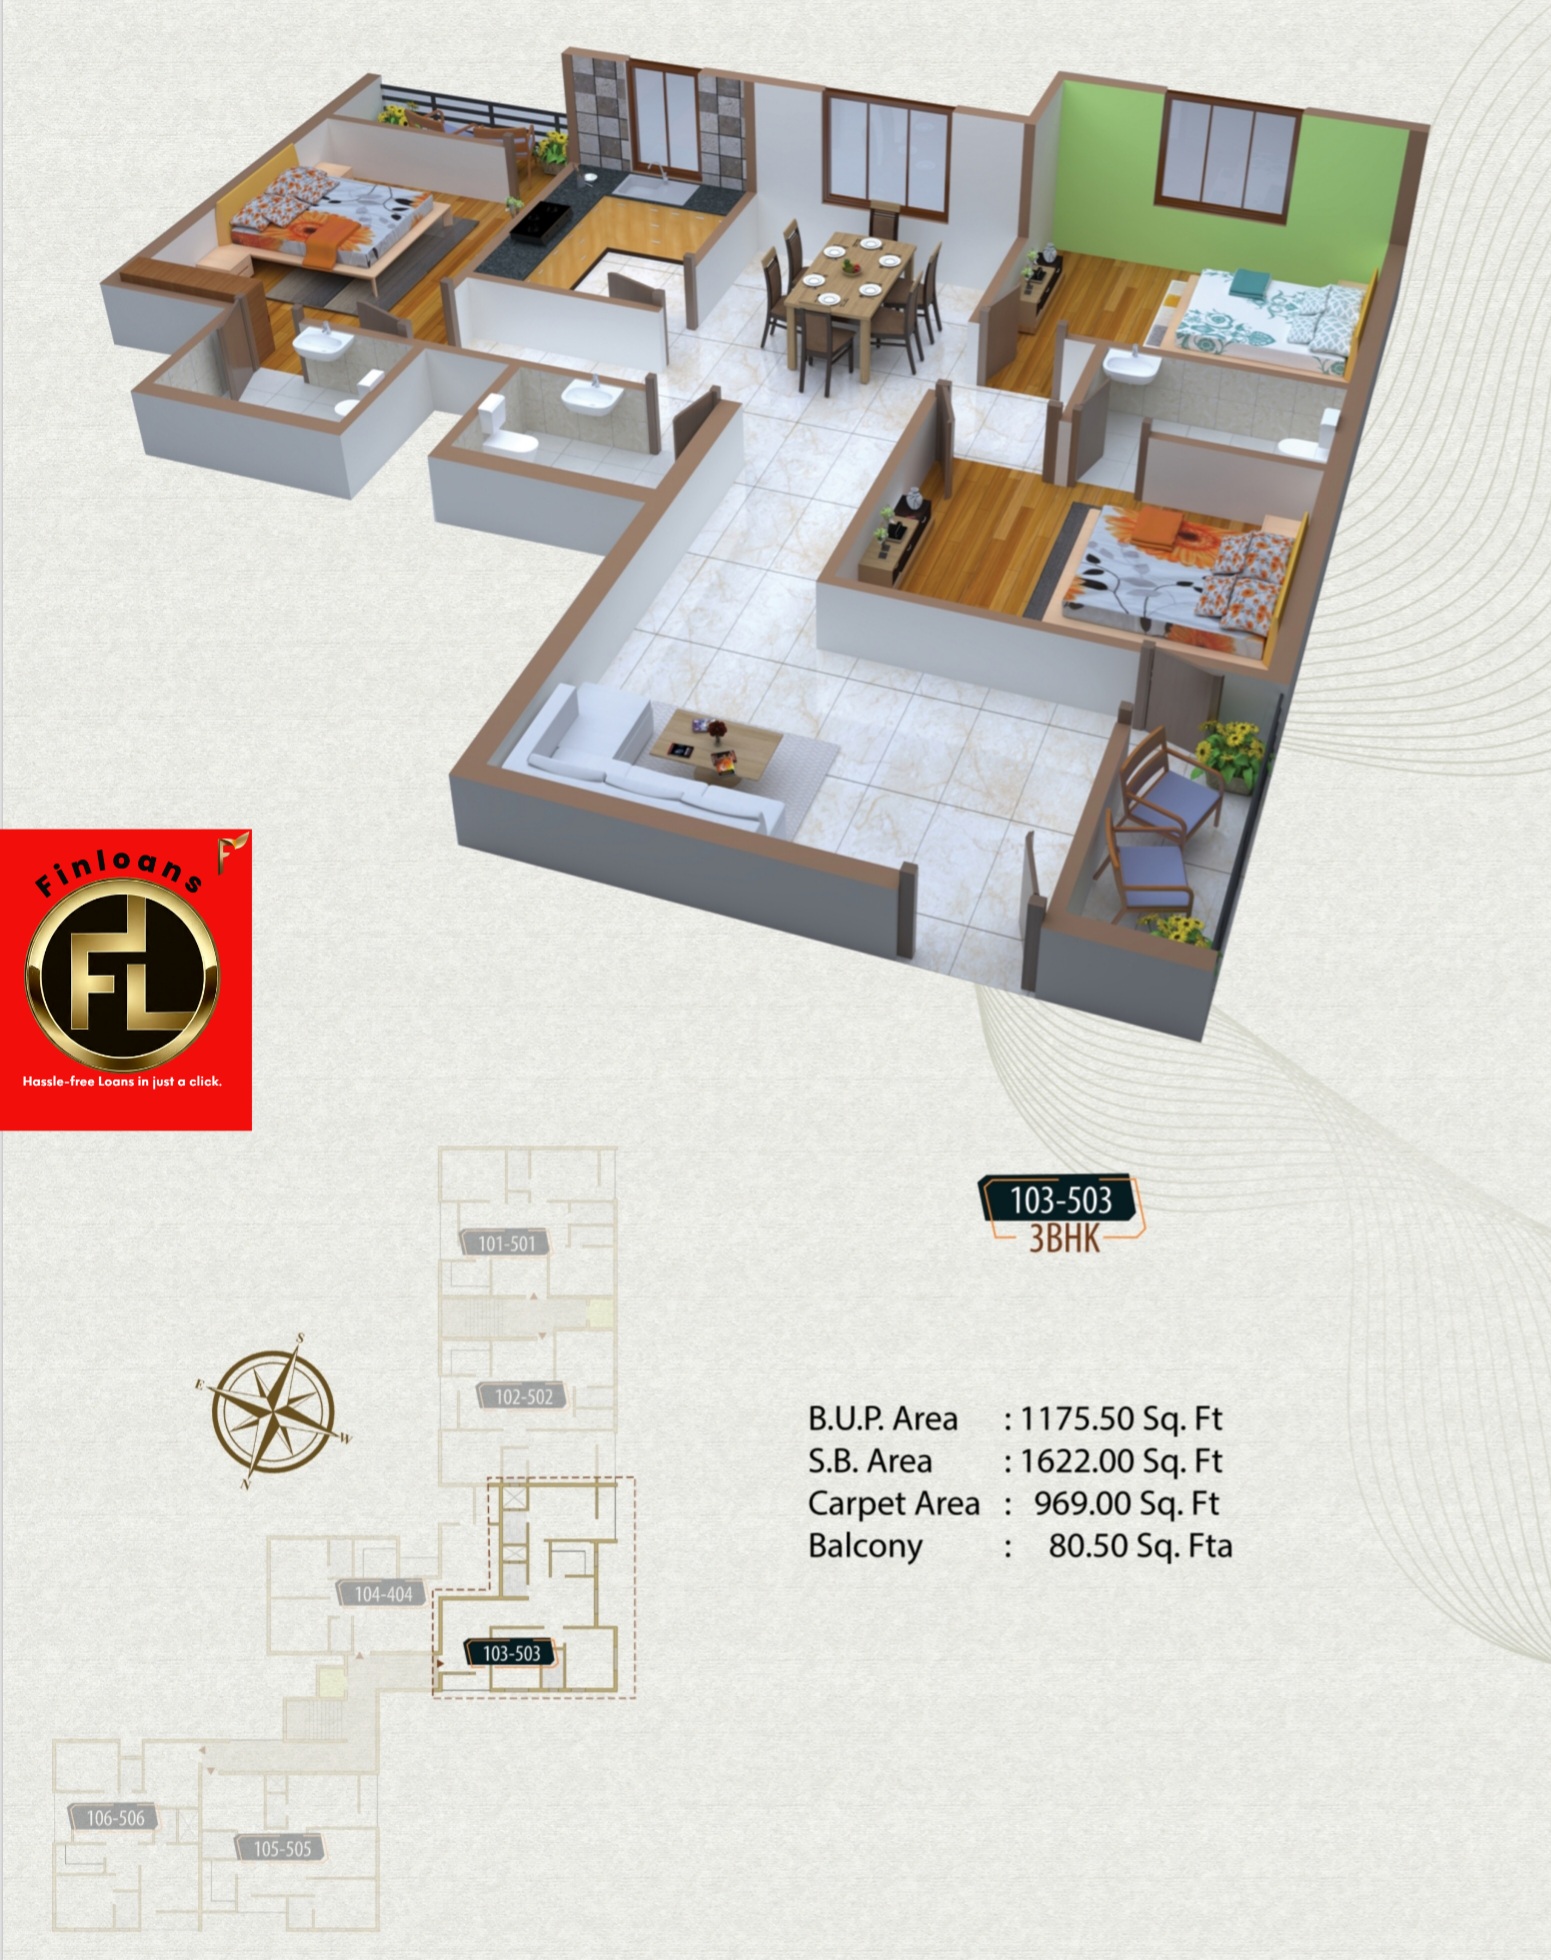 Finloans
F
FL
Hassle-free Loans in just a click.
103-503
3BHK
101-501
102-502
S
E
W
N
B.U.P. Area : 1175.50 Sq. Ft
S.B. Area : 1622.00 Sq. Ft
Carpet Area : 969.00 Sq. Ft
Balcony : 80.50 Sq. Fta
104-404
103-503
106-506
105-505